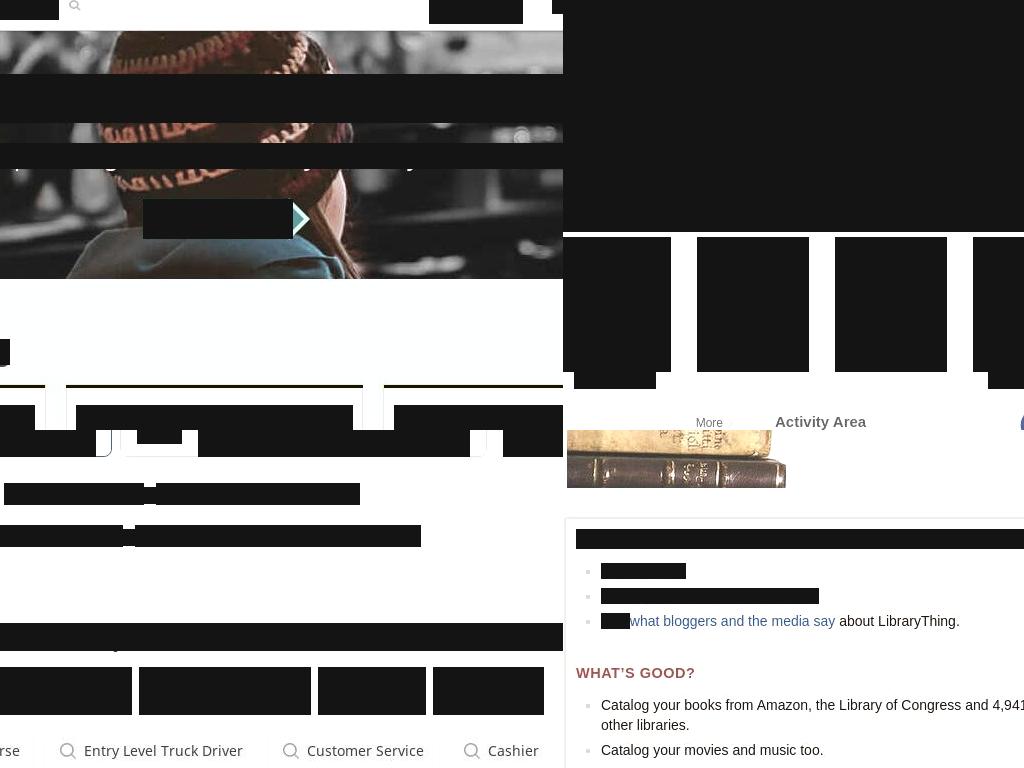 More
Activity Area
what bloggers and the media say about LibraryThing.
WHAT'S GOOD?
Catalog your books from Amazon, the Library of Congress and 4,941
other libraries.
Catalog your movies and music too.
Entry Level Truck Driver
Customer Service
Cashier